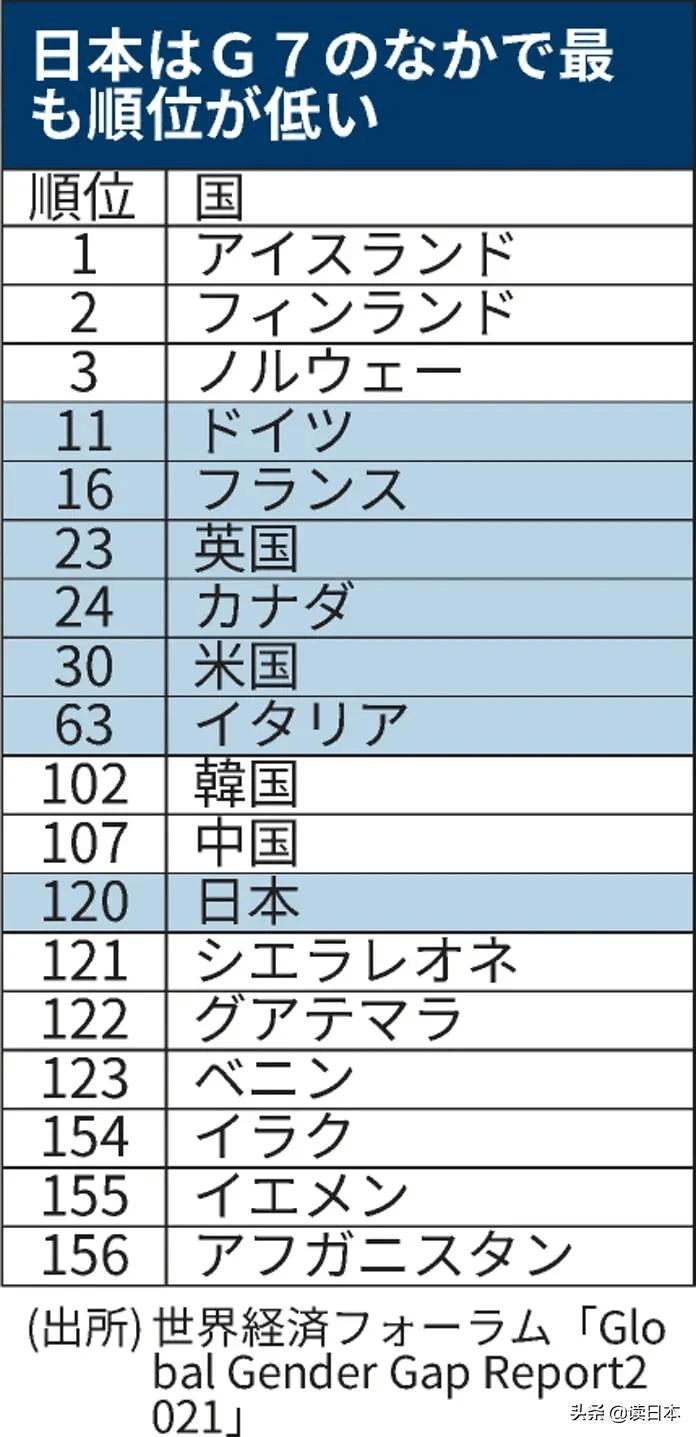 日本はG７のなかで最
も順位が低い
順位 国
1 アイスランド
2 フィンランド
3 ノルウェー
11 ドイツ
16 フランス
23 英国
24 カナダ
30 米国
63 イタリア
102 韓国
107 中国
120 日本
121 シエラレオネ
122 グアテマラ
123 ベニン
154 イラク
155 イエメン
156 アフガニスタン
(出所) 世界経済フォーラム「Glo
bal Gender Gap Report2
021」
头条 @读日本